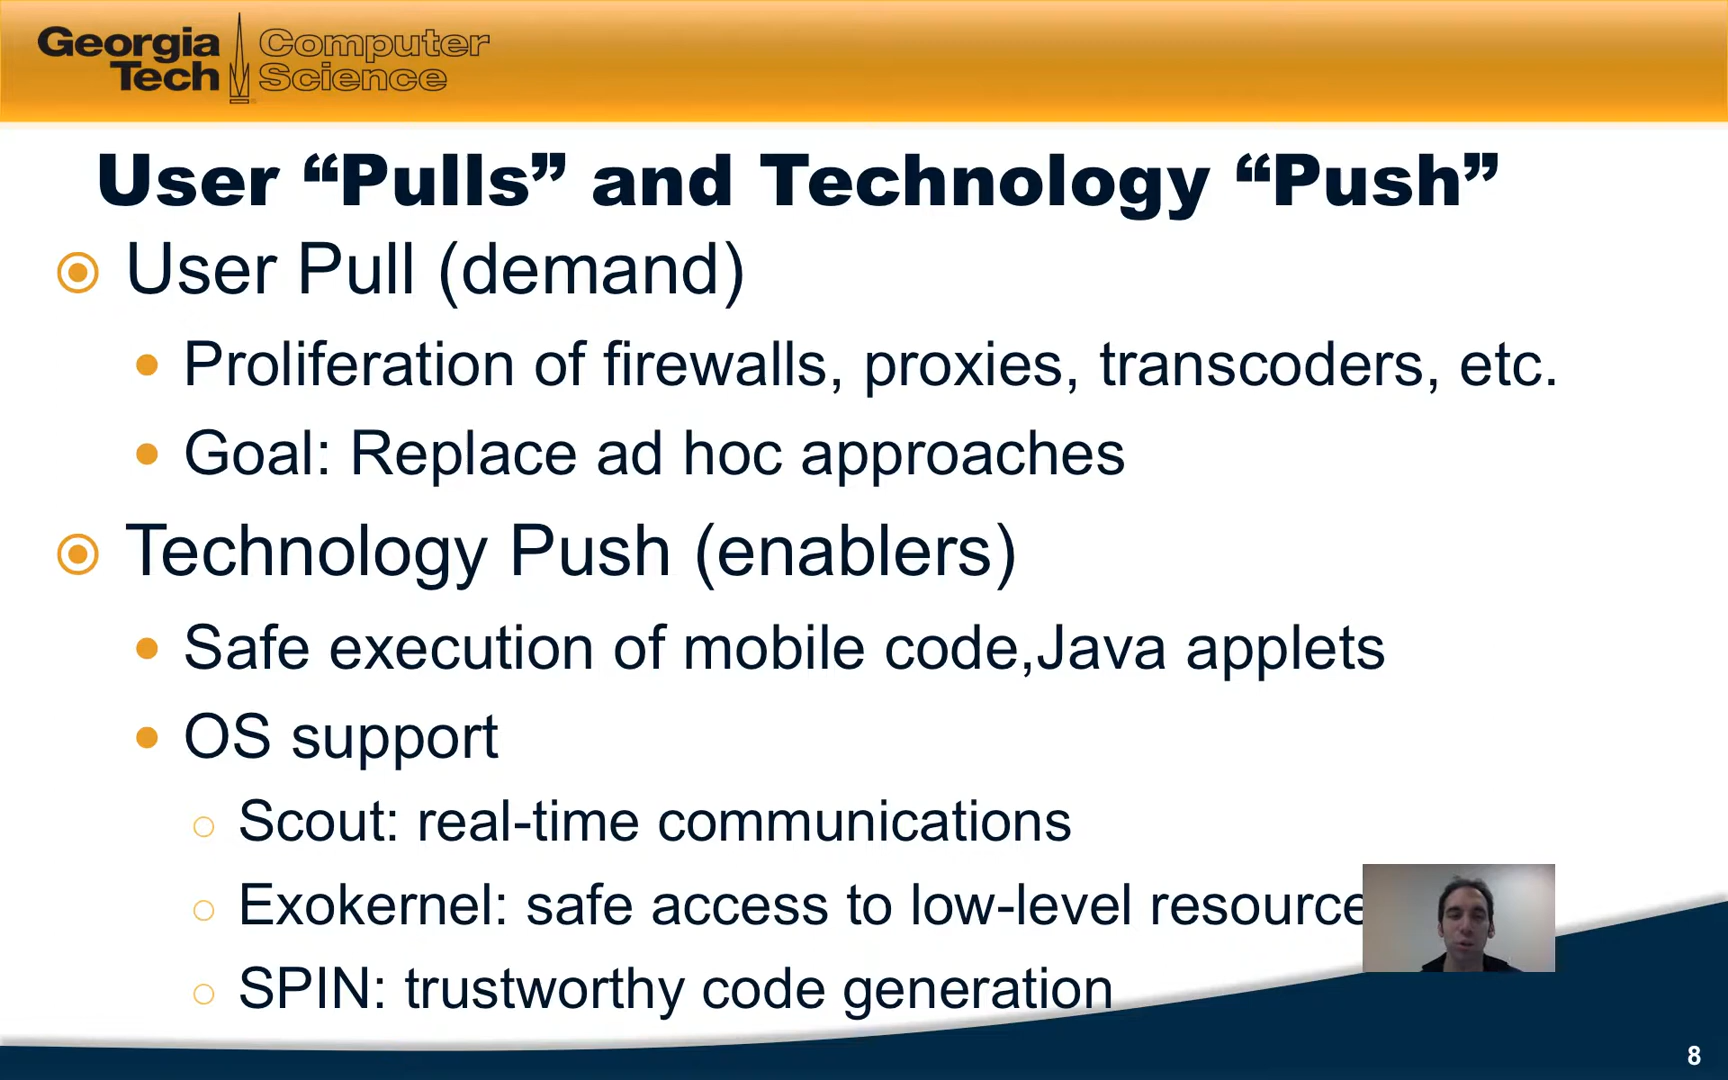 Georgia Tech
Computer Science
User “Pulls” and Technology “Push”
User Pull (demand)
Proliferation of firewalls, proxies, transcoders, etc.
Goal: Replace ad hoc approaches
Technology Push (enablers)
Safe execution of mobile code,Java applets
OS support
Scout: real-time communications
Exokernel: safe access to low-level resource
SPIN: trustworthy code generation
8